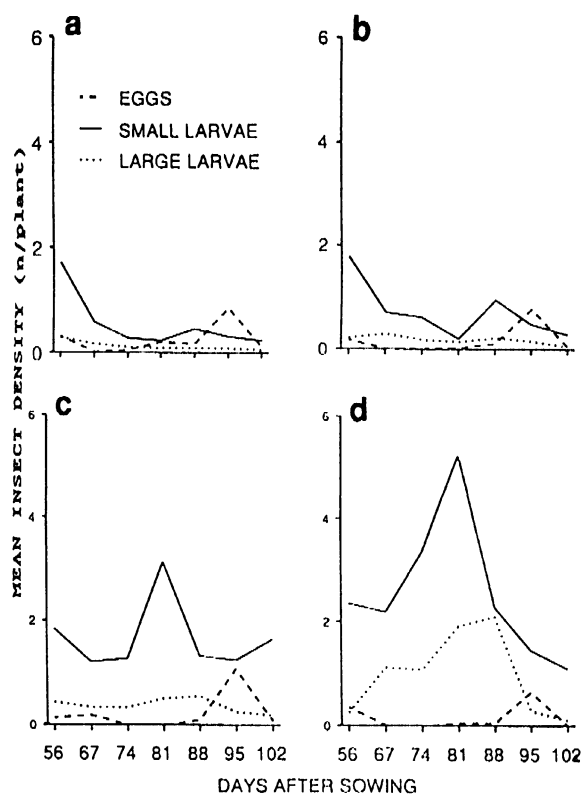 a
b
6
4
2
0
EGGS
SMALL LARVAE
LARGE LARVAE
6
4
2
0
MEAN INSECT DENSITY (n/plant)
c
d
6
4
2
0
56 67 74 81 88 95 102
6
4
2
0
56 67 74 81 88 95 102
DAYS AFTER SOWING